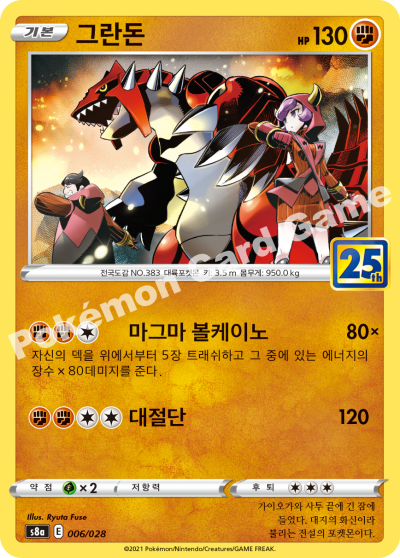 기본 그란돈 HP 130
전국도감 NO.383 대륙포켓몬 키: 3.5m 몸무게: 950.0kg
25th
마그마 볼케이노 80×
자신의 덱을 위에서부터 5장 트래쉬하고 그 중에 있는 에너지의
장수×80데미지를 준다.
대절단 120
약점 ×2 저항력 후퇴
Illus. Ryuta Fuse
s8a E 006/028
가이오가와 사투 끝에 긴 잠에
들었다. 대지의 화신이라
불리는 전설의 포켓몬이다.
©2021 Pokémon/Nintendo/Creatures/GAME FREAK.
Pokémon Card Game